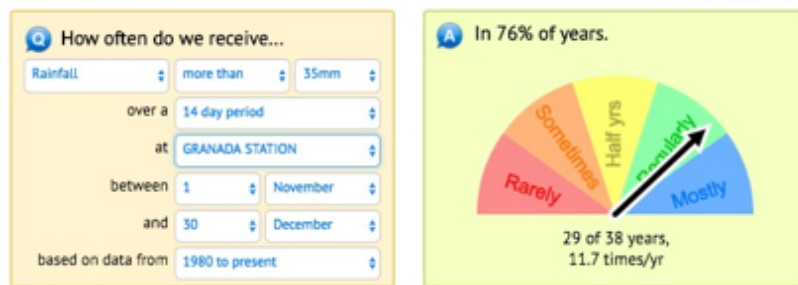 Q How often do we receive...
Rainfall more than 35mm
over a 14 day period
at GRANADA STATION
between 1 November
and 30 December
based on data from 1980 to present
A In 76% of years.
Rarely
Sometimes
Half yrs
Regularly
Mostly
29 of 38 years,
11.7 times/yr